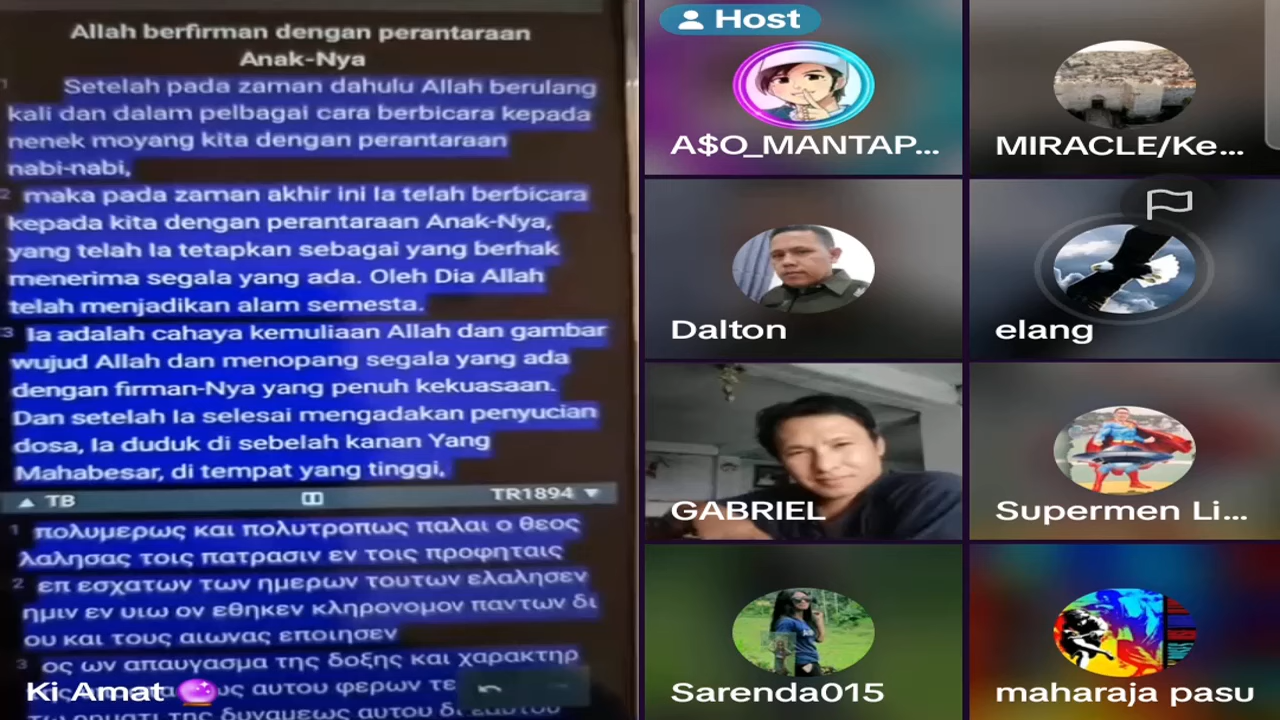 Allah berfirman dengan perantaraan
Anak-Nya
1 Setelah pada zaman dahulu Allah berulang
kali dan dalam pelbagai cara berbicara kepada
nenek moyang kita dengan perantaraan
nabi-nabi,
2 maka pada zaman akhir ini Ia telah berbicara
kepada kita dengan perantaraan Anak-Nya,
yang telah Ia tetapkan sebagai yang berhak
menerima segala yang ada. Oleh Dia Allah
telah menjadikan alam semesta.
3 Ia adalah cahaya kemuliaan Allah dan gambar
wujud Allah dan menopang segala yang ada
dengan firman-Nya yang penuh kekuasaan.
Dan setelah Ia selesai mengadakan penyucian
dosa, Ia duduk di sebelah kanan Yang
Mahabesar, di tempat yang tinggi,
▲ TB TR1894 ▼
1 πολυμερως και πολυτροπως παλαι ο θεος
λαλησας τοις πατρασιν εν τοις προφηταις
2 επ εσχατων των ημερων τουτων ελαλησεν
ημιν εν υιω ον εθηκεν κληρονομον παντων δι
ου και τους αιωνας εποιησεν
3 ος ων απαυγασμα της δοξης και χαρακτηρ
αυτου φερων τε
της δυναμεως αυτου δι εαυτου
Ki Amat
Host
A$O_MANTAP...
MIRACLE/Ke...
Dalton
elang
GABRIEL
Supermen Li...
Sarenda015
maharaja pasu